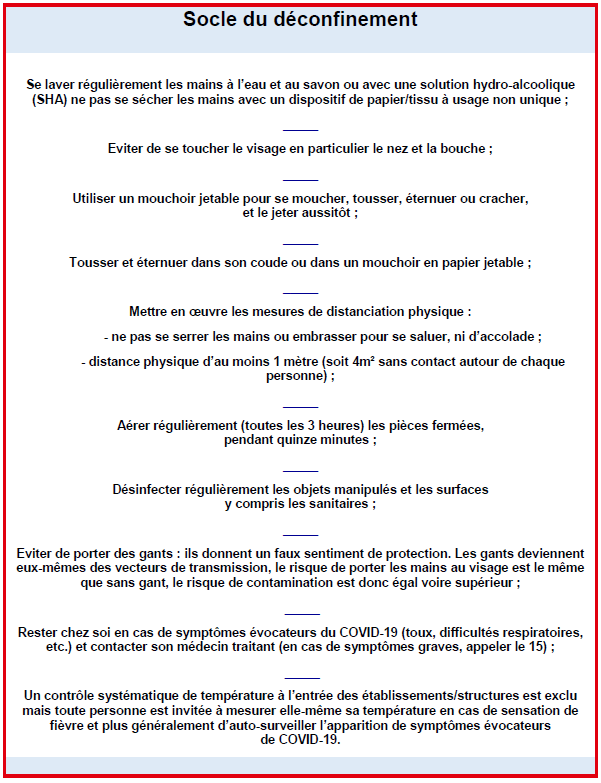 Socle du déconfinement
Se laver régulièrement les mains à l’eau et au savon ou avec une solution hydro-alcoolique
(SHA) ne pas se sécher les mains avec un dispositif de papier/tissu à usage non unique ;
Eviter de se toucher le visage en particulier le nez et la bouche ;
Utiliser un mouchoir jetable pour se moucher, tousser, éternuer ou cracher,
et le jeter aussitôt ;
Tousser et éternuer dans son coude ou dans un mouchoir en papier jetable ;
Mettre en œuvre les mesures de distanciation physique :
- ne pas se serrer les mains ou embrasser pour se saluer, ni d’accolade ;
- distance physique d’au moins 1 mètre (soit 4m² sans contact autour de chaque
personne) ;
Aérer régulièrement (toutes les 3 heures) les pièces fermées,
pendant quinze minutes ;
Désinfecter régulièrement les objets manipulés et les surfaces
y compris les sanitaires ;
Eviter de porter des gants : ils donnent un faux sentiment de protection. Les gants deviennent
eux-mêmes des vecteurs de transmission, le risque de porter les mains au visage est le même
que sans gant, le risque de contamination est donc égal voire supérieur ;
Rester chez soi en cas de symptômes évocateurs du COVID-19 (toux, difficultés respiratoires,
etc.) et contacter son médecin traitant (en cas de symptômes graves, appeler le 15) ;
Un contrôle systématique de température à l’entrée des établissements/structures est exclu
mais toute personne est invitée à mesurer elle-même sa température en cas de sensation de
fièvre et plus généralement d’auto-surveiller l’apparition de symptômes évocateurs
de COVID-19.